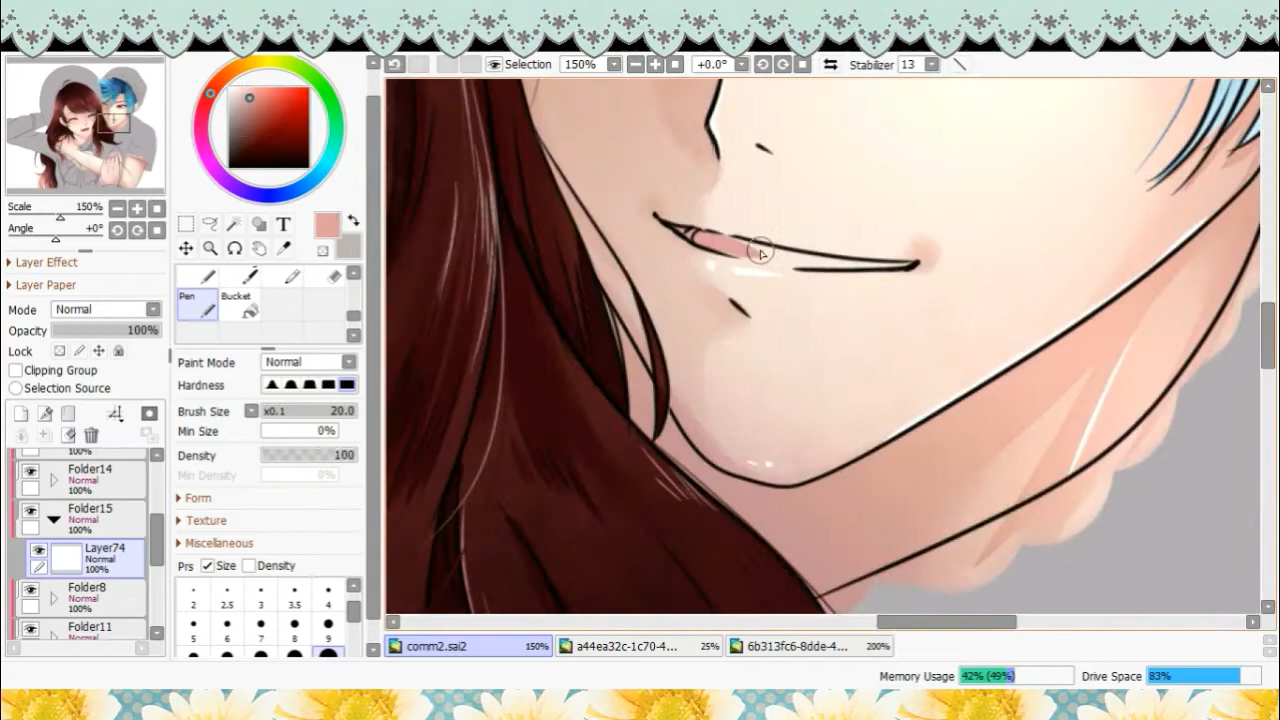 Selection 150% +0.0° Stabilizer 13
Scale 150%
Angle +0°
Layer Effect
Layer Paper
Mode Normal
Opacity 100%
Lock
Clipping Group
Selection Source
100%
Folder14
Normal
100%
Folder15
Normal
100%
Layer74
Normal
100%
Folder8
Normal
100%
Folder11
Normal
T
Pen Bucket
Paint Mode Normal
Hardness
Brush Size x0.1 20.0
Min Size 0%
Density 100
Min Density 0%
Form
Texture
Miscellaneous
Prs Size Density
2 2.5 3 3.5 4
5 6 7 8 9
comm2.sai2 150% a44ea32c-1c70-4... 25% 6b313fc6-8dde-4... 200%
Memory Usage 42% (49%) Drive Space 83%